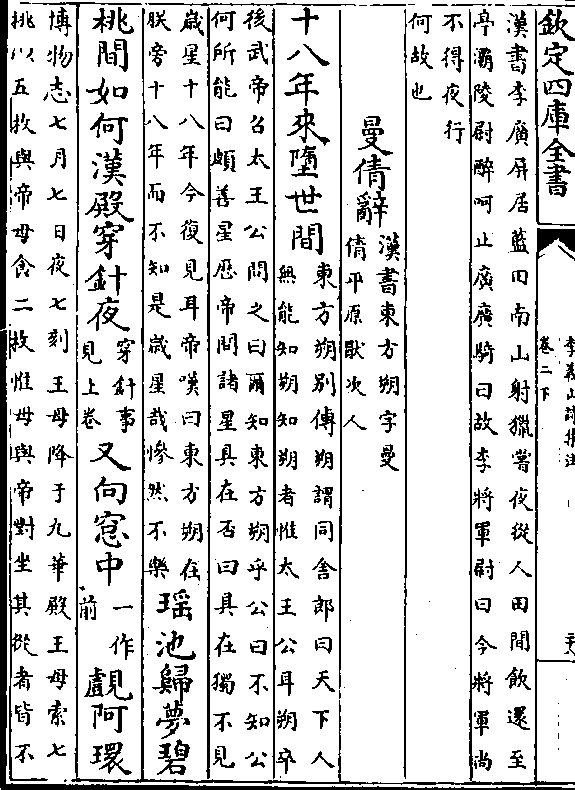 欽定四庫全書
李義山詩集注
卷二下
漢書李廣屏居藍田南山射獵嘗夜從人田間飲還至
亭灞陵尉醉呵止廣廣騎曰故李將軍尉曰今將軍尚
不得夜行
何故也
曼倩辭
漢書東方朔字曼
倩平原厭次人
十八年來墮世間
東方朔別傳朔謂同舍郎曰天下人
無能知朔知朔者惟太王公耳朔卒
後武帝召太王公問之曰爾知東方朔乎公曰不知公
何所能曰頗善星厯帝問諸星具在否曰具在獨不見
嵗星十八年今復見耳帝嘆曰東方朔在
朕旁十八年而不知是嵗星哉慘然不樂
瑶池歸夢碧
桃間如何漢殿穿針夜
穿針事
見上卷
又向窓中
一作
前
覷阿環
博物志七月七日夜七刻王母降于九華殿王母索七
桃以五枚與帝母食二枚惟母與帝對坐其從者皆不